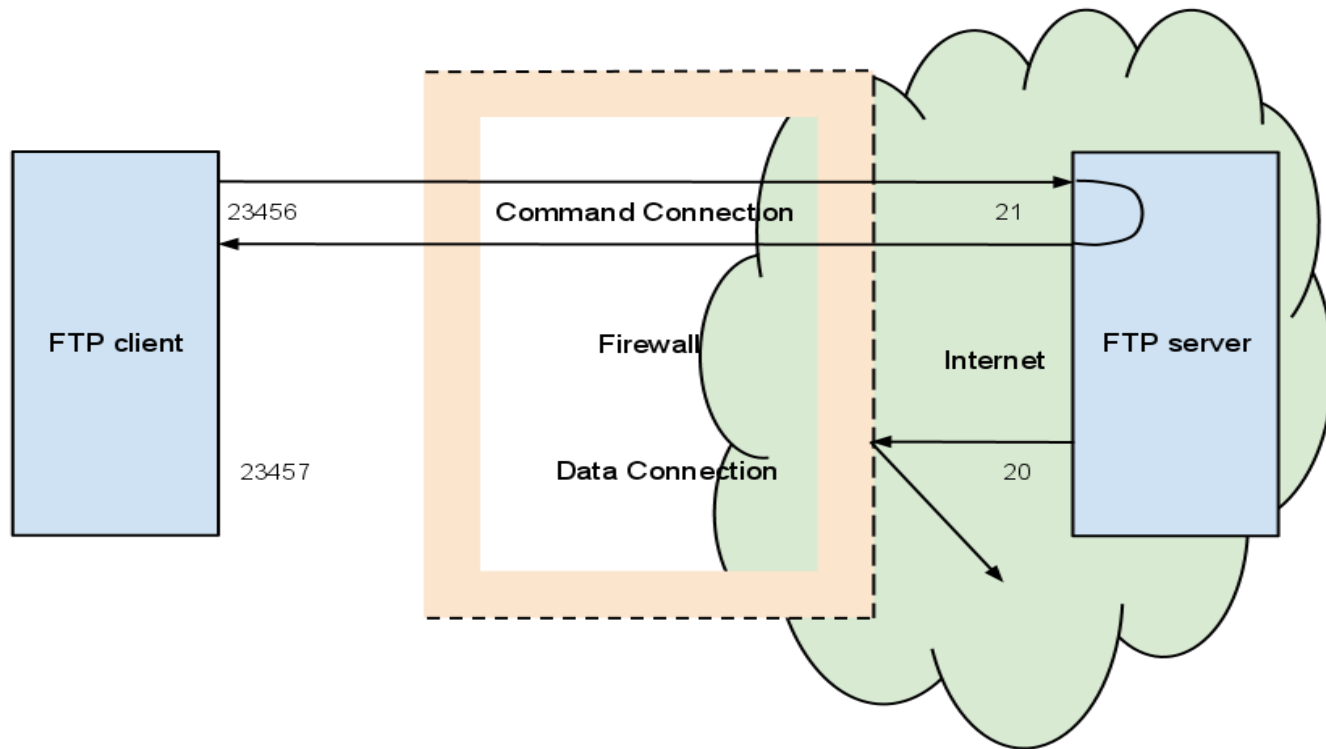 23456
Command Connection
21
FTP client
Firewall
Internet
FTP server
23457
Data Connection
20